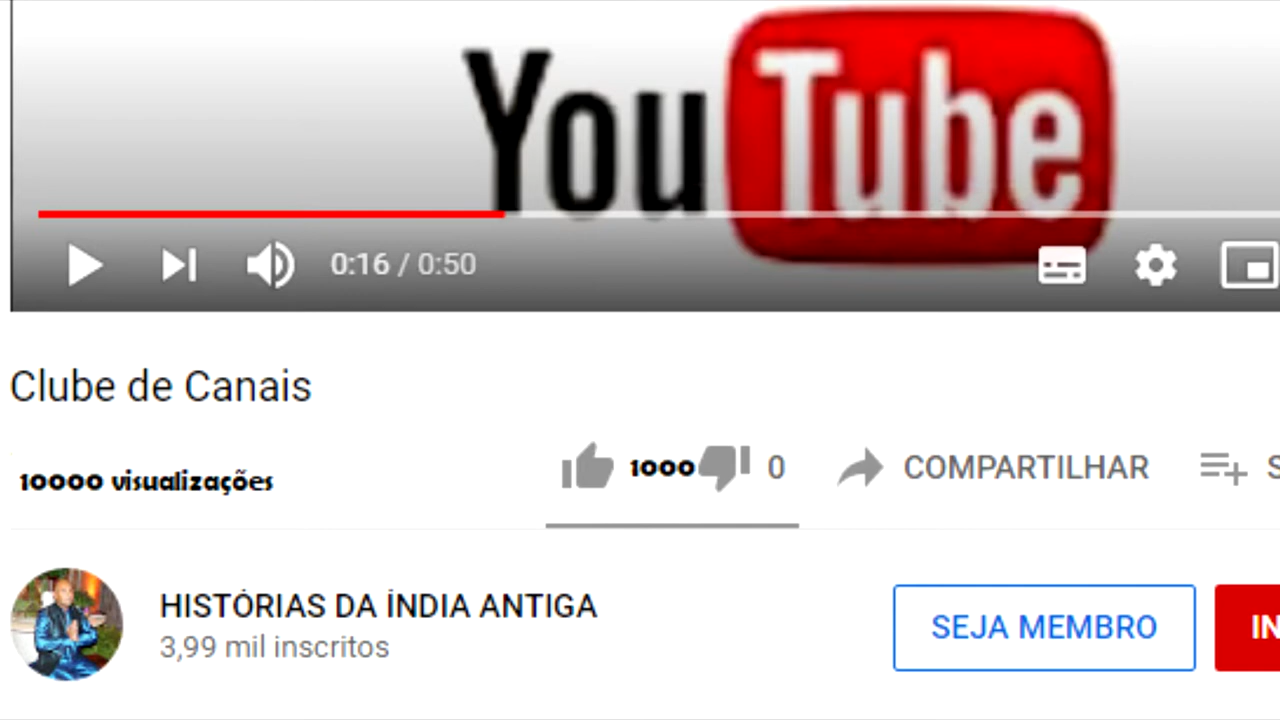 YouTube
0:16 / 0:50
Clube de Canais
10000 visualizações
1000 0 COMPARTILHAR S
HISTÓRIAS DA ÍNDIA ANTIGA
3,99 mil inscritos
SEJA MEMBRO IN